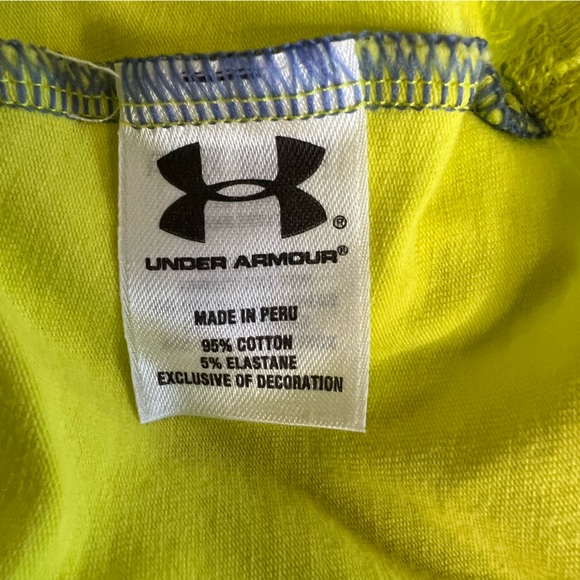 ®
UNDER ARMOUR®
MADE IN PERU
95% COTTON
5% ELASTANE
EXCLUSIVE OF DECORATION